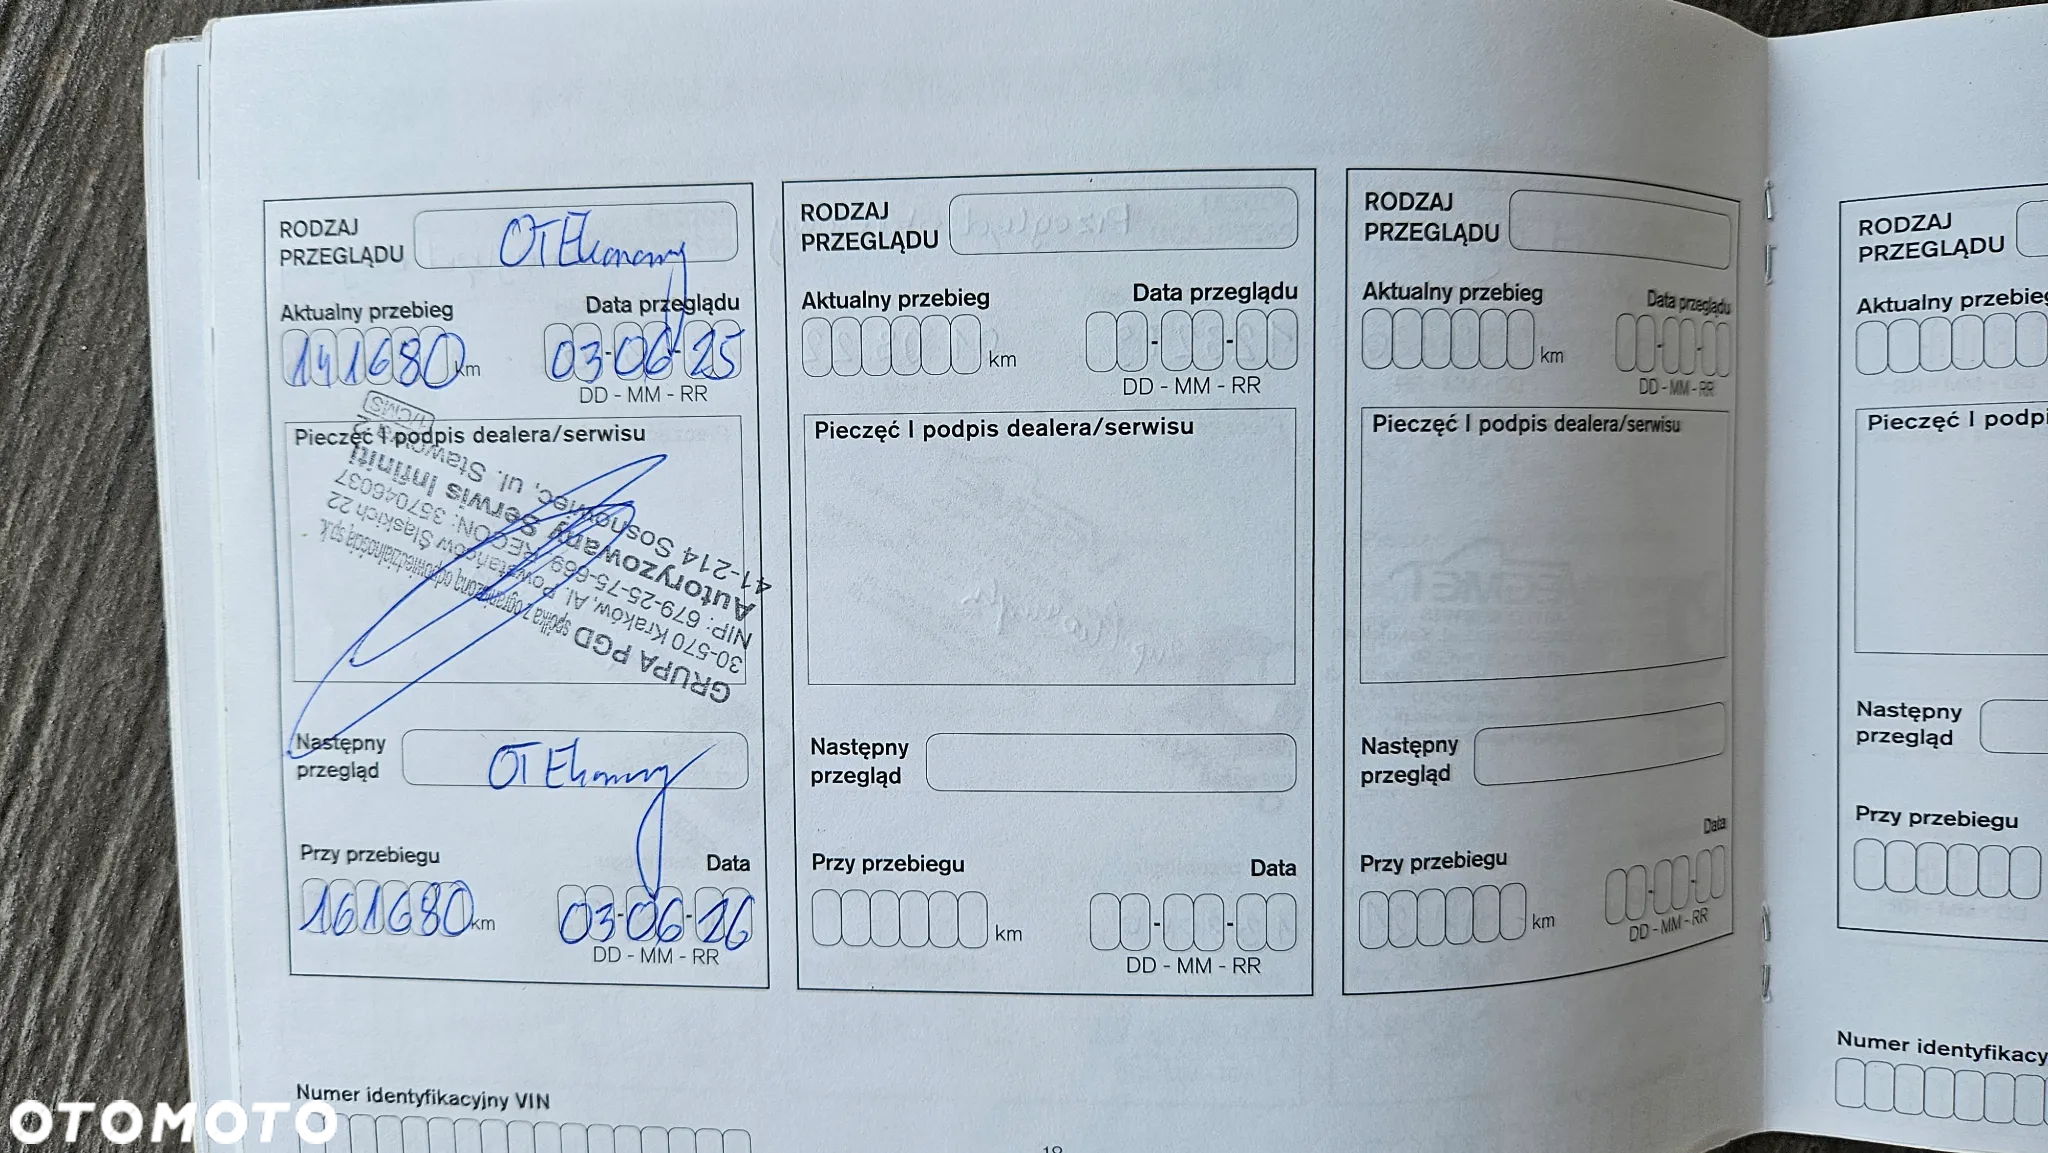 RODZAJ
PRZEGLĄDU
OT Ekonomy
Aktualny przebieg
Data przeglądu
141680 km
03-06-25
DD - MM - RR
Pieczęć I podpis dealera/serwisu
GRUPA PGD spółka z ograniczoną odpowiedzialnością sp.k.
30-570 Kraków, Al. Powstańców Śląskich 22
NIP: 679-25-75-669, REGON: 357046037
Autoryzowany Serwis Infiniti
41-214 Sosnowiec, ul.
Następny
przegląd
OT Ekonomy
Przy przebiegu
Data
161680 km
03-06-26
DD - MM - RR
Numer identyfikacyjny VIN
RODZAJ
PRZEGLĄDU
Aktualny przebieg
Data przeglądu
km
DD - MM - RR
Pieczęć I podpis dealera/serwisu
Następny
przegląd
Przy przebiegu
Data
km
DD - MM - RR
RODZAJ
PRZEGLĄDU
Aktualny przebieg
Data przeglądu
km
DD - MM - RR
Pieczęć I podpis dealera/serwisu
Następny
przegląd
Przy przebiegu
Data
km
DD - MM - RR
RODZAJ
PRZEGLĄDU
Aktualny przebieg
Pieczęć I podpi
Następny
przegląd
Przy przebiegu
Numer identyfikacy
OTOMOTO